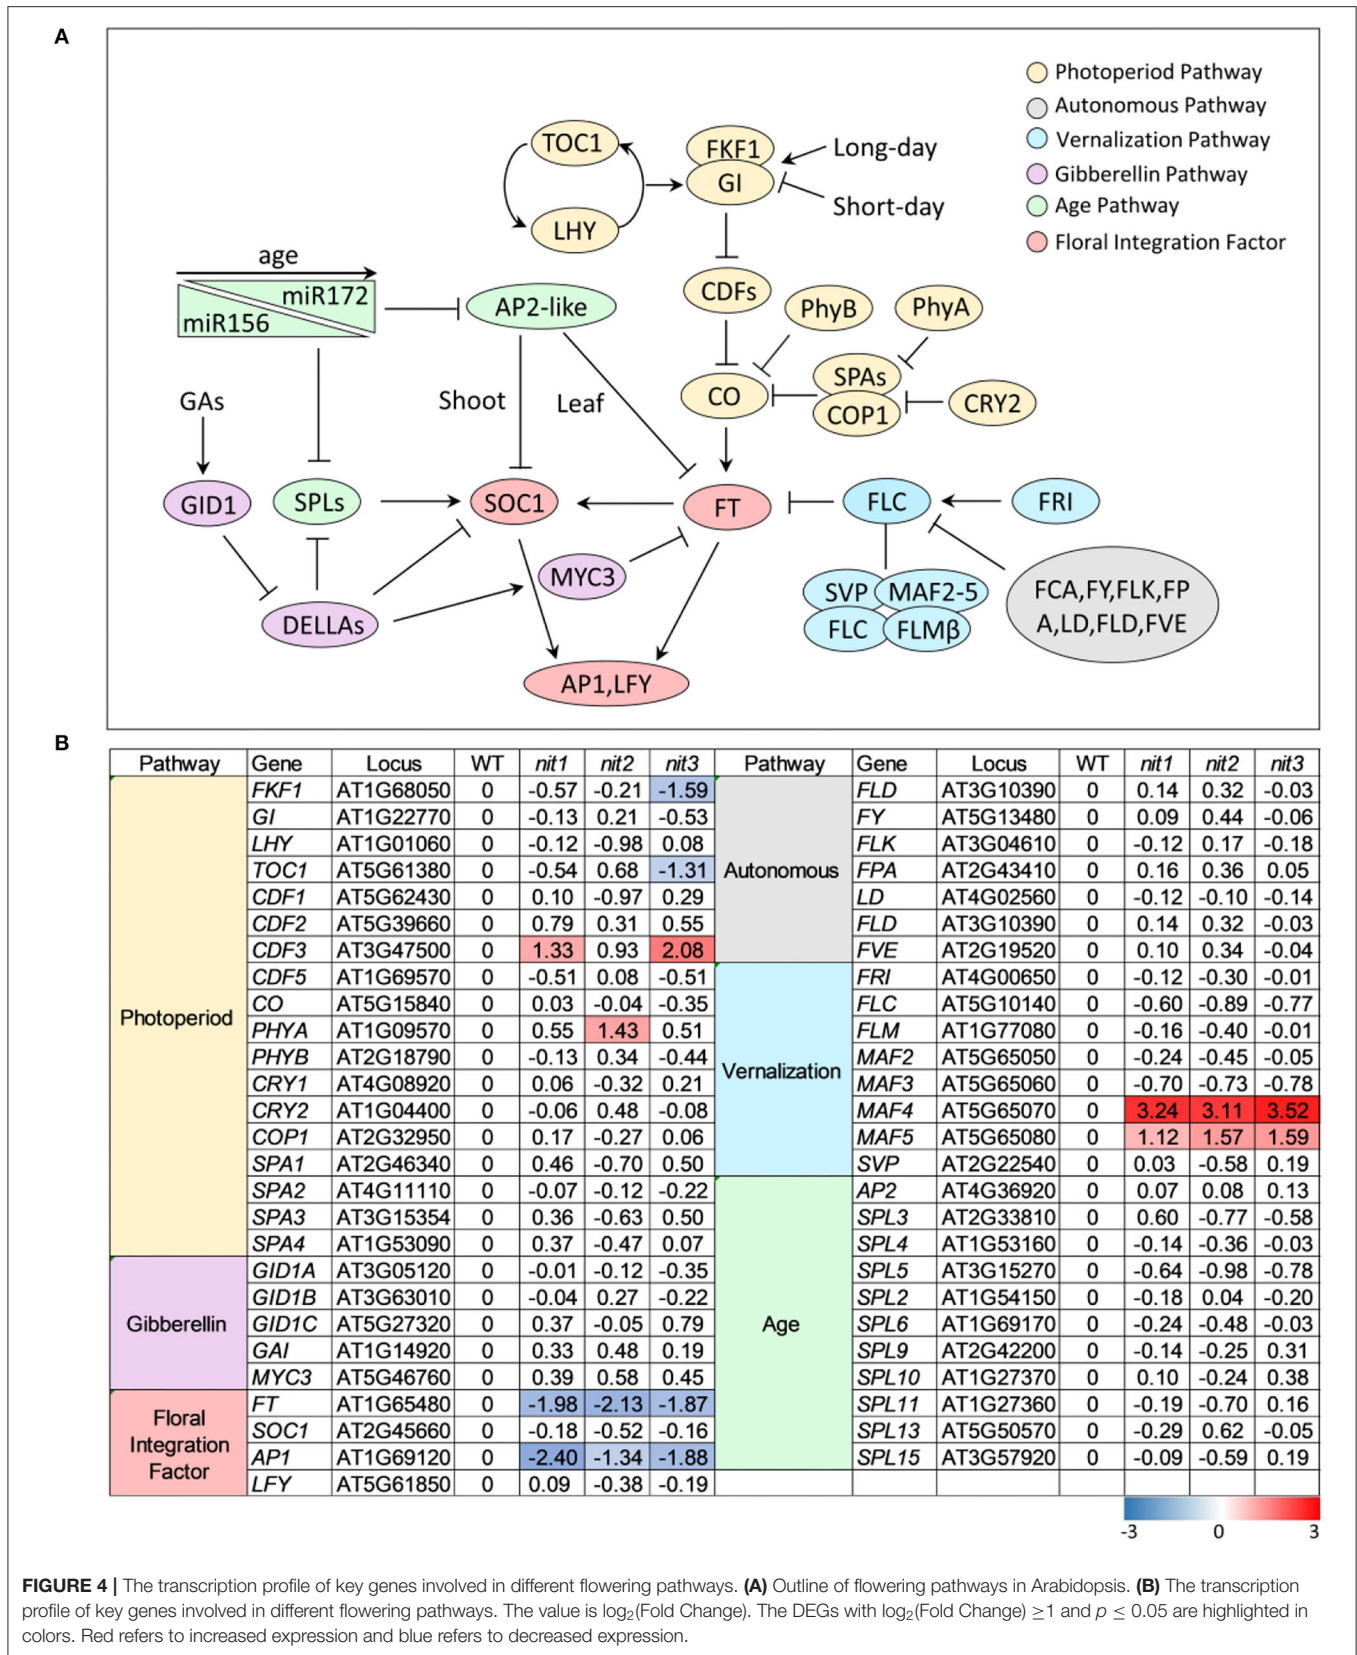 A
Photoperiod Pathway
Autonomous Pathway
Vernalization Pathway
Gibberellin Pathway
Age Pathway
Floral Integration Factor
TOC1
LHY
FKF1
GI
Long-day
Short-day
age
miR172
miR156
AP2-like
CDFs
PhyB
PhyA
SPAs
COP1
CRY2
CO
Shoot
Leaf
GAs
GID1
SPLs
SOC1
FT
FLC
FRI
MYC3
DELLAs
SVP
MAF2-5
FLC
FLMβ
FCA,FY,FLK,FP
A,LD,FLD,FVE
AP1,LFY
B
Pathway Gene Locus WT nit1 nit2 nit3 Pathway Gene Locus WT nit1 nit2 nit3
FKF1 AT1G68050 0 -0.57 -0.21 -1.59 FLD AT3G10390 0 0.14 0.32 -0.03
GI AT1G22770 0 -0.13 0.21 -0.53 FY AT5G13480 0 0.09 0.44 -0.06
LHY AT1G01060 0 -0.12 -0.98 0.08 FLK AT3G04610 0 -0.12 0.17 -0.18
TOC1 AT5G61380 0 -0.54 0.68 -1.31 Autonomous FPA AT2G43410 0 0.16 0.36 0.05
CDF1 AT5G62430 0 0.10 -0.97 0.29 LD AT4G02560 0 -0.12 -0.10 -0.14
CDF2 AT5G39660 0 0.79 0.31 0.55 FLD AT3G10390 0 0.14 0.32 -0.03
CDF3 AT3G47500 0 1.33 0.93 2.08 FVE AT2G19520 0 0.10 0.34 -0.04
CDF5 AT1G69570 0 -0.51 0.08 -0.51 FRI AT4G00650 0 -0.12 -0.30 -0.01
CO AT5G15840 0 0.03 -0.04 -0.35 FLC AT5G10140 0 -0.60 -0.89 -0.77
Photoperiod PHYA AT1G09570 0 0.55 1.43 0.51 FLM AT1G77080 0 -0.16 -0.40 -0.01
PHYB AT2G18790 0 -0.13 0.34 -0.44 Vernalization MAF2 AT5G65050 0 -0.24 -0.45 -0.05
CRY1 AT4G08920 0 0.06 -0.32 0.21 MAF3 AT5G65060 0 -0.70 -0.73 -0.78
CRY2 AT1G04400 0 -0.06 0.48 -0.08 MAF4 AT5G65070 0 3.24 3.11 3.52
COP1 AT2G32950 0 0.17 -0.27 0.06 MAF5 AT5G65080 0 1.12 1.57 1.59
SPA1 AT2G46340 0 0.46 -0.70 0.50 SVP AT2G22540 0 0.03 -0.58 0.19
SPA2 AT4G11110 0 -0.07 -0.12 -0.22 AP2 AT4G36920 0 0.07 0.08 0.13
SPA3 AT3G15354 0 0.36 -0.63 0.50 SPL3 AT2G33810 0 0.60 -0.77 -0.58
SPA4 AT1G53090 0 0.37 -0.47 0.07 SPL4 AT1G53160 0 -0.14 -0.36 -0.03
GID1A AT3G05120 0 -0.01 -0.12 -0.35 SPL5 AT3G15270 0 -0.64 -0.98 -0.78
GID1B AT3G63010 0 -0.04 0.27 -0.22 SPL2 AT1G54150 0 -0.18 0.04 -0.20
Gibberellin GID1C AT5G27320 0 0.37 -0.05 0.79 Age SPL6 AT1G69170 0 -0.24 -0.48 -0.03
GAI AT1G14920 0 0.33 0.48 0.19 SPL9 AT2G42200 0 -0.14 -0.25 0.31
MYC3 AT5G46760 0 0.39 0.58 0.45 SPL10 AT1G27370 0 0.10 -0.24 0.38
FT AT1G65480 0 -1.98 -2.13 -1.87 SPL11 AT1G27360 0 -0.19 -0.70 0.16
Floral Integration Factor SOC1 AT2G45660 0 -0.18 -0.52 -0.16 SPL13 AT5G50570 0 -0.29 0.62 -0.05
AP1 AT1G69120 0 -2.40 -1.34 -1.88 SPL15 AT3G57920 0 -0.09 -0.59 0.19
LFY AT5G61850 0 0.09 -0.38 -0.19
-3 0 3
FIGURE 4 | The transcription profile of key genes involved in different flowering pathways. (A) Outline of flowering pathways in Arabidopsis. (B) The transcription
profile of key genes involved in different flowering pathways. The value is log₂(Fold Change). The DEGs with log₂(Fold Change) ≥1 and p ≤ 0.05 are highlighted in
colors. Red refers to increased expression and blue refers to decreased expression.